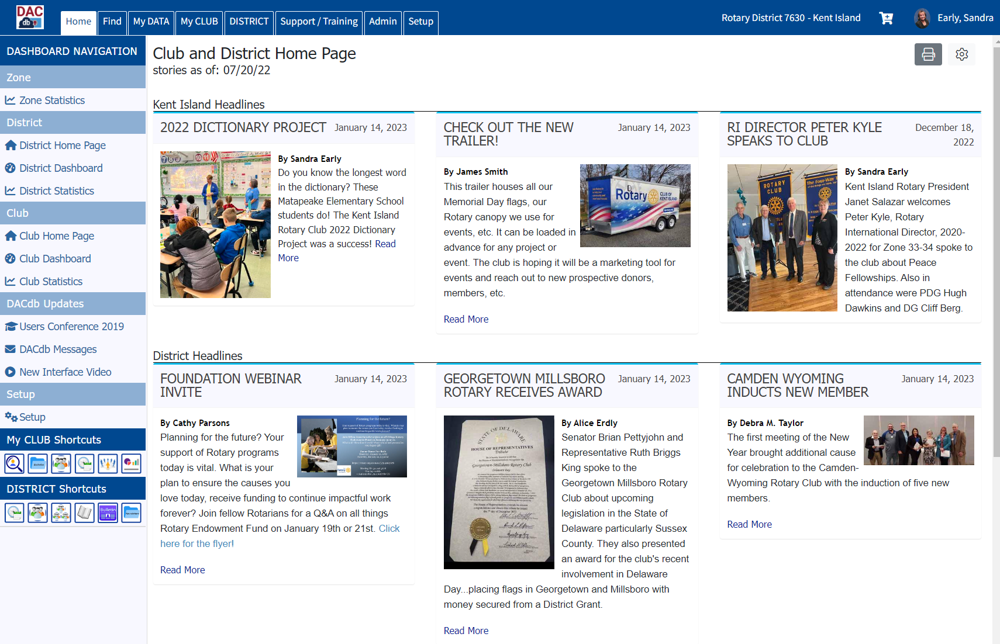 DAC
db
Home
Find
My DATA
My CLUB
DISTRICT
Support / Training
Admin
Setup
Rotary District 7630 - Kent Island
Early, Sandra
DASHBOARD NAVIGATION
Zone
Zone Statistics
District
District Home Page
District Dashboard
District Statistics
Club
Club Home Page
Club Dashboard
Club Statistics
DACdb Updates
Users Conference 2019
DACdb Messages
New Interface Video
Setup
Setup
My CLUB Shortcuts
DISTRICT Shortcuts
Bulletin
Club and District Home Page
stories as of: 07/20/22
Kent Island Headlines
2022 DICTIONARY PROJECT
January 14, 2023
By Sandra Early
Do you know the longest word
in the dictionary? These
Matapeake Elementary School
students do! The Kent Island
Rotary Club 2022 Dictionary
Project was a success! Read
More
CHECK OUT THE NEW
TRAILER!
January 14, 2023
By James Smith
This trailer houses all our
Memorial Day flags, our
Rotary canopy we use for
events, etc. It can be loaded in
advance for any project or
event. The club is hoping it will be a marketing tool for
events and reach out to new prospective donors,
members, etc.
Rotary
CLUB OF
KENT ISLAND
Read More
RI DIRECTOR PETER KYLE
SPEAKS TO CLUB
December 18,
2022
ROTARY
CLUB
The Four-Way
By Sandra Early
Kent Island Rotary President
Janet Salazar welcomes
Peter Kyle, Rotary
International Director, 2020-
2022 for Zone 33-34 spoke to
the club about Peace
Fellowships. Also in
attendance were PDG Hugh
Dawkins and DG Cliff Berg.
District Headlines
FOUNDATION WEBINAR
INVITE
January 14, 2023
By Cathy Parsons
Planning for the future? Your
support of Rotary programs
today is vital. What is your
plan to ensure the causes you
love today, receive funding to continue impactful work
forever? Join fellow Rotarians for a Q&A on all things
Rotary Endowment Fund on January 19th or 21st. Click
here for the flyer!
Planning for the future?
Read More
GEORGETOWN MILLSBORO
ROTARY RECEIVES AWARD
January 14, 2023
STATE OF DELAWARE
HOUSE OF REPRESENTATIVES
Tribute
Georgetown-Millsboro Rotary Club
Delaware Day
By Alice Erdly
Senator Brian Pettyjohn and
Representative Ruth Briggs
King spoke to the
Georgetown Millsboro Rotary
Club about upcoming
legislation in the State of
Delaware particularly Sussex
County. They also presented
an award for the club's recent
involvement in Delaware
Day...placing flags in Georgetown and Millsboro with
money secured from a District Grant.
Read More
CAMDEN WYOMING
INDUCTS NEW MEMBER
January 14, 2023
By Debra M. Taylor
The first meeting of the New
Year brought additional cause
for celebration to the Camden-
Wyoming Rotary Club with the induction of five new
members.
Read More